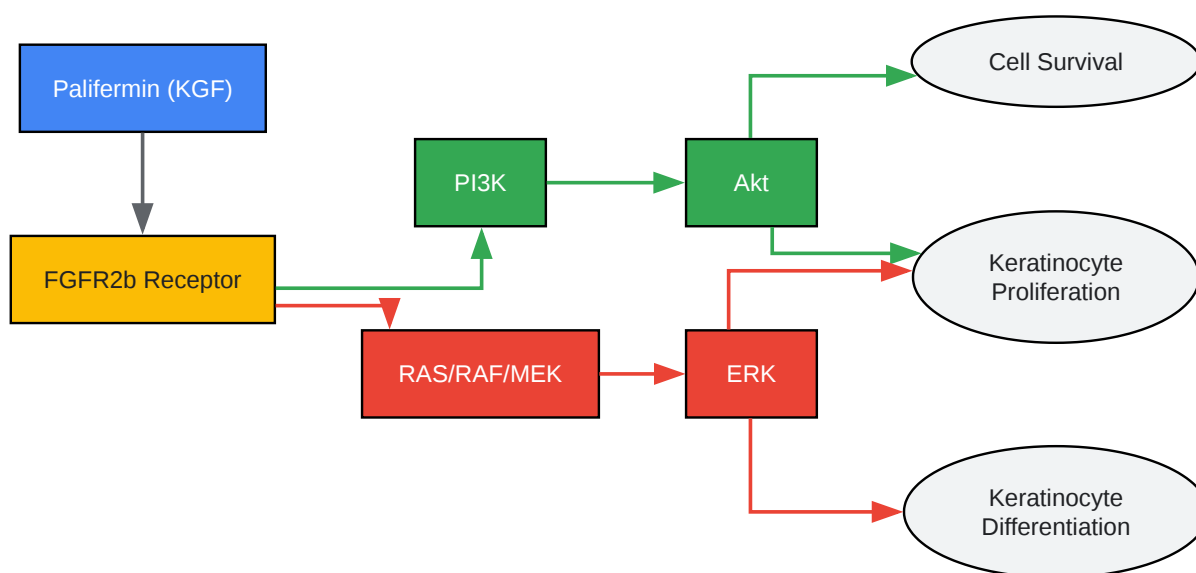 Palifermin (KGF)
FGFR2b Receptor
PI3K
RAS/RAF/MEK
Akt
ERK
Cell Survival
Keratinocyte
Proliferation
Keratinocyte
Differentiation